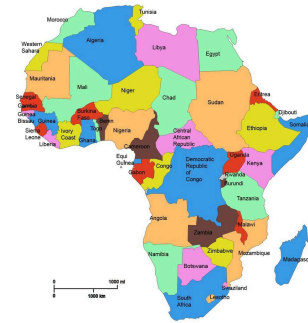 Tunisia
Morocco
Algeria
Libya
Egypt
Western
Sahara
Mauritania
Mali
Niger
Chad
Sudan
Eritrea
Djibouti
Somalia
Ethiopia
Senegal
Gambia
Guinea
Bissau
Guinea
Sierra
Leone
Liberia
Ivory
Coast
Burkina
Faso
Ghana
Togo
Benin
Nigeria
Cameroon
Central
African
Republic
Equi
Guinea
Gabon
Congo
Democratic
Republic
of
Congo
Uganda
Kenya
Rwanda
Burundi
Tanzania
Angola
Zambia
Malawi
Mozambique
Zimbabwe
Namibia
Botswana
Madagascar
Swaziland
Lesotho
South
Africa
0
1000 mi
0
1000 km